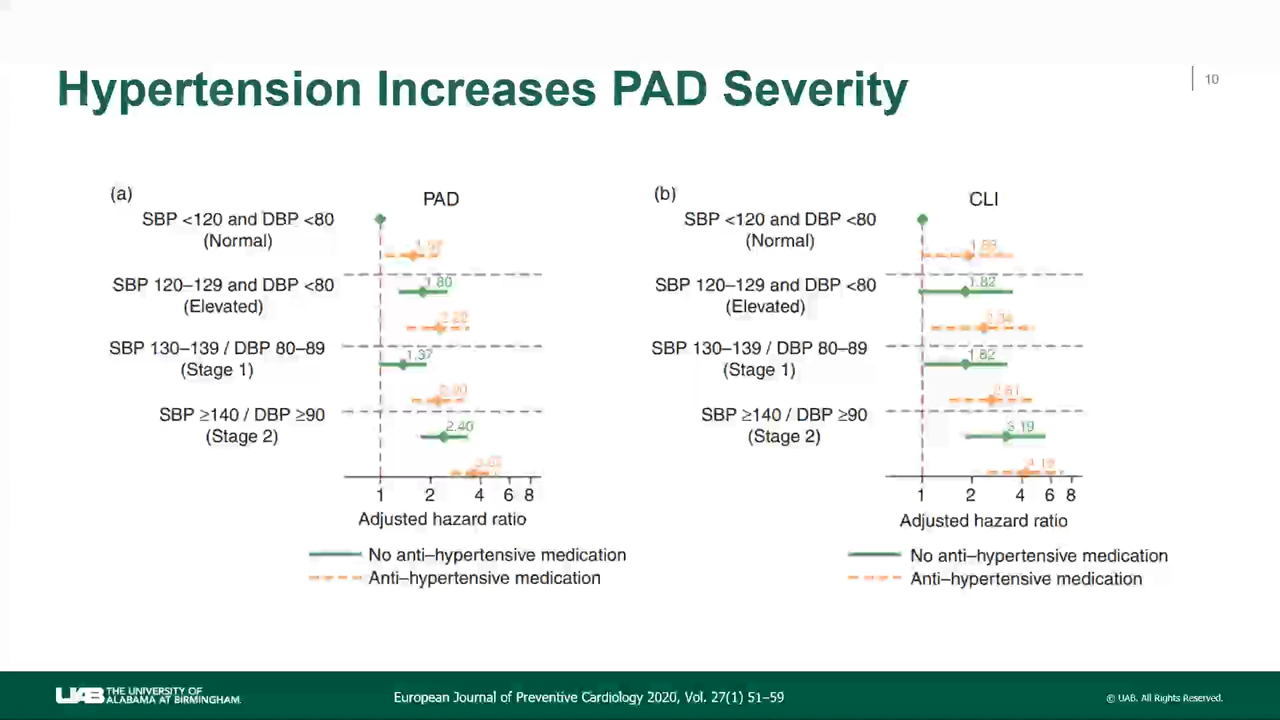 Hypertension Increases PAD Severity
10
(a)
PAD
SBP <120 and DBP <80
(Normal)
SBP 120–129 and DBP <80
1.80
(Elevated)
SBP 130–139 / DBP 80–89
1.37
(Stage 1)
SBP ≥140 / DBP ≥90
2.40
(Stage 2)
1 2 4 6 8
Adjusted hazard ratio
No anti–hypertensive medication
Anti–hypertensive medication
(b)
CLI
SBP <120 and DBP <80
(Normal)
SBP 120–129 and DBP <80
1.82
(Elevated)
SBP 130–139 / DBP 80–89
1.82
(Stage 1)
SBP ≥140 / DBP ≥90
3.19
(Stage 2)
1 2 4 6 8
Adjusted hazard ratio
No anti–hypertensive medication
Anti–hypertensive medication
UAB THE UNIVERSITY OF
ALABAMA AT BIRMINGHAM
European Journal of Preventive Cardiology 2020, Vol. 27(1) 51–59
© UAB. All Rights Reserved.